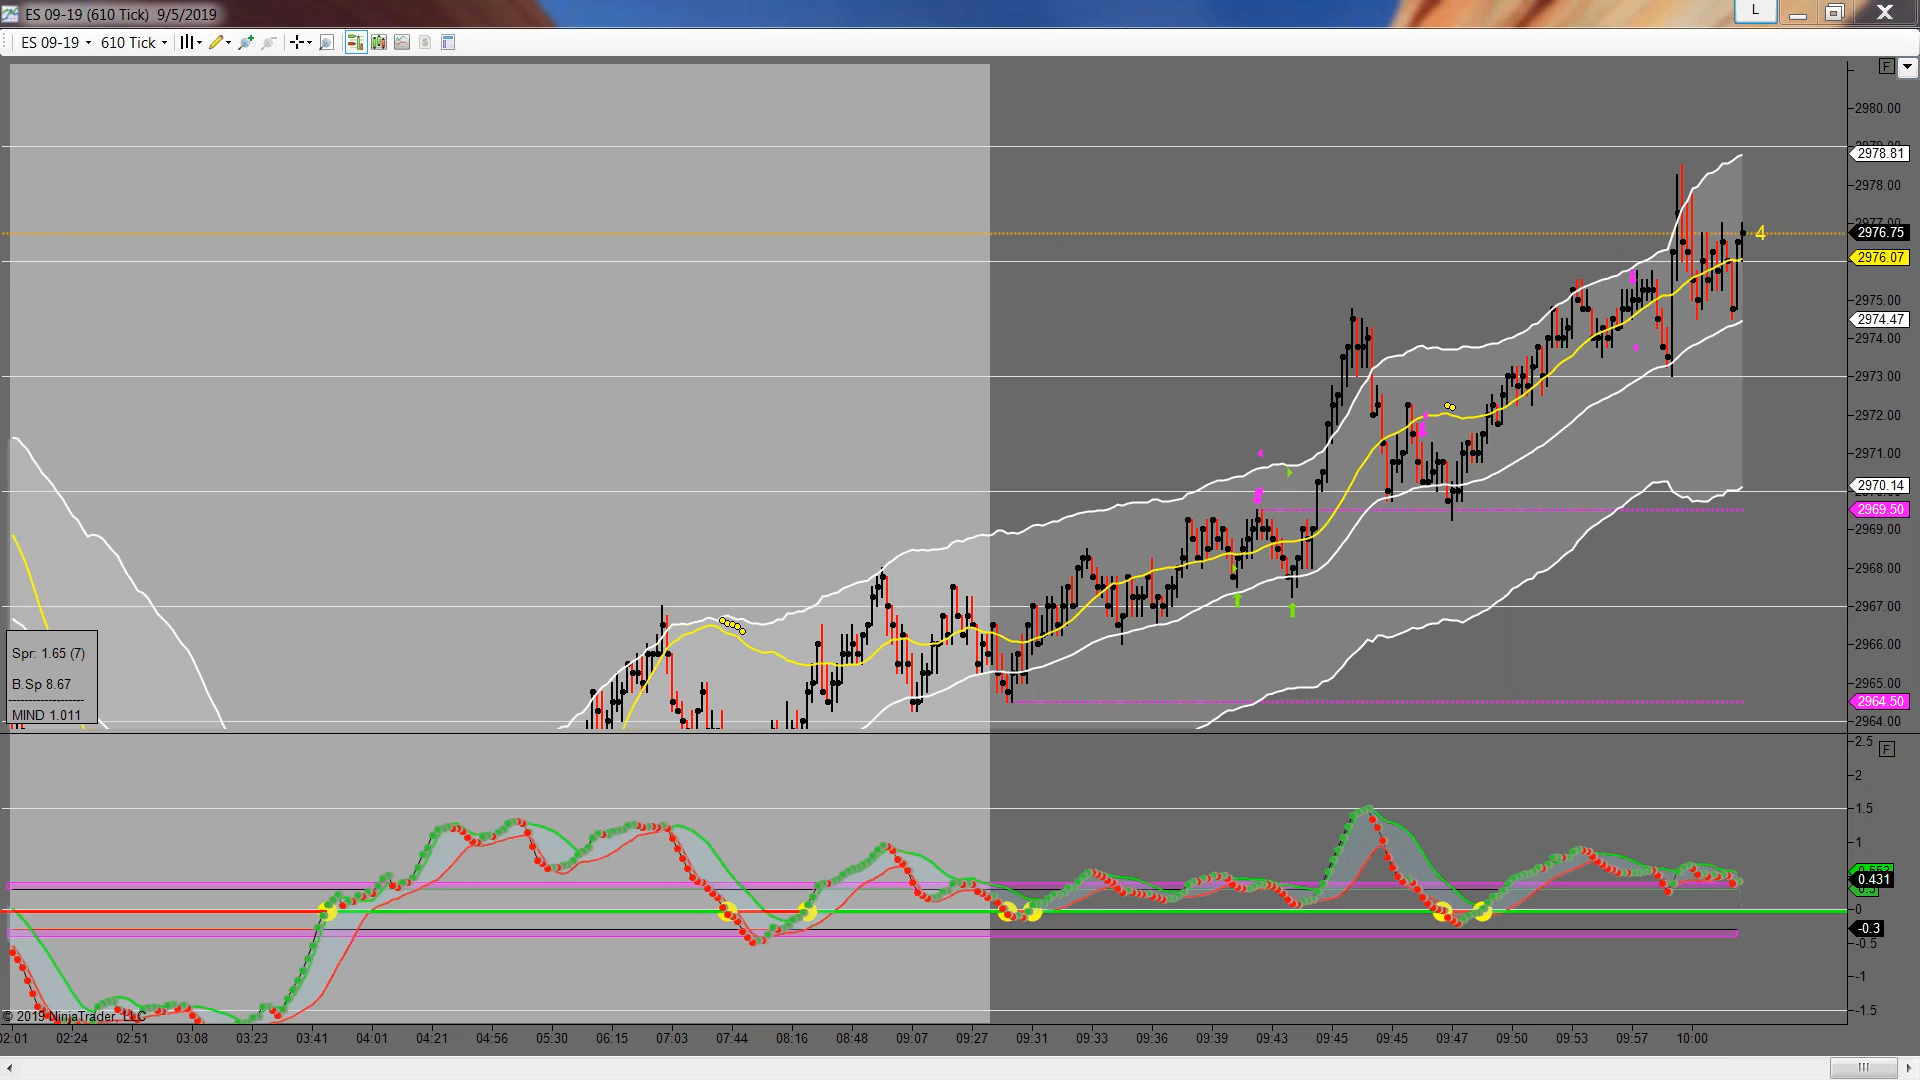 ES 09-19 (610 Tick)  9/5/2019
L
ES 09-19
610 Tick
F
2980.00
2978.81
2978.00
2977.00
2976.75
4
2976.07
2975.00
2974.47
2974.00
2973.00
2972.00
2971.00
2970.14
2969.50
2969.00
2968.00
2967.00
2966.00
2965.00
2964.50
2964.00
Spr: 1.65 (7)
B.Sp 8.67
MIND 1.011
2.5
F
2
1.5
1
0.431
0
-0.3
-0.5
-1
-1.5
© 2019 NinjaTrader, LLC
02:01 02:24 02:51 03:08 03:23 03:41 04:01 04:21 04:56 05:30 06:15 07:03 07:44 08:16 08:48 09:07 09:27 09:31 09:33 09:36 09:39 09:43 09:45 09:45 09:47 09:50 09:53 09:57 10:00